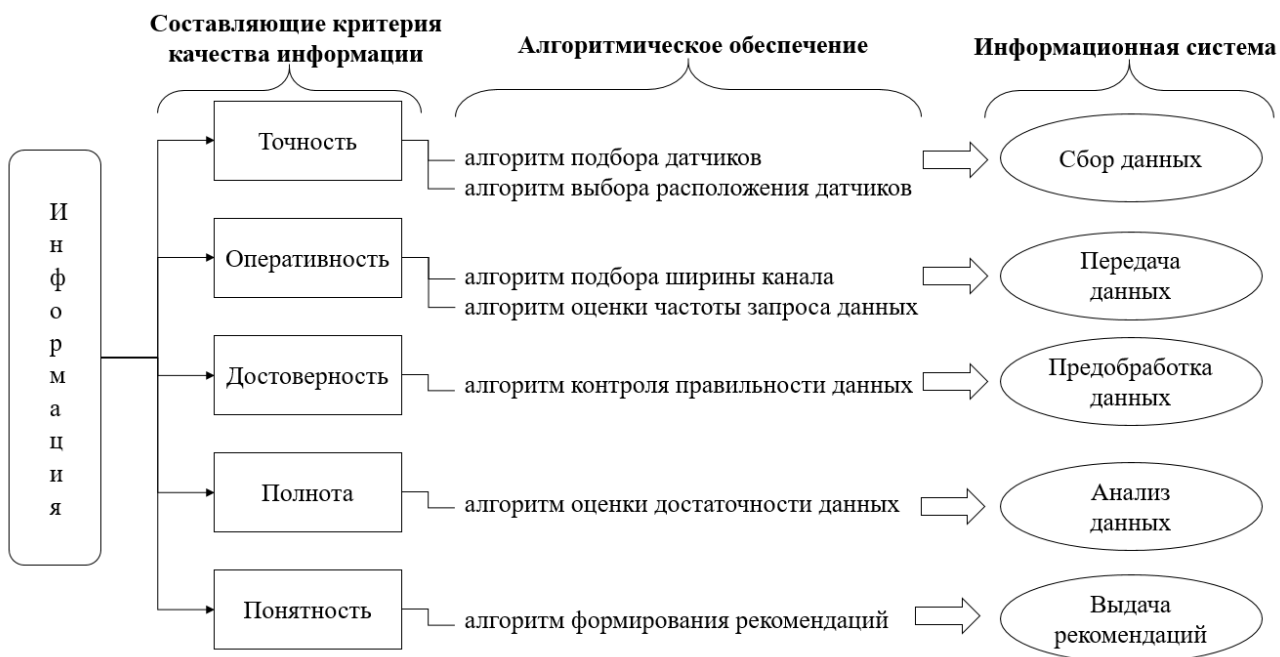 Составляющие критерия
качества информации
Алгоритмическое обеспечение
Информационная система
Информация
Точность
алгоритм подбора датчиков
алгоритм выбора расположения датчиков
Сбор данных
Оперативность
алгоритм подбора ширины канала
алгоритм оценки частоты запроса данных
Передача
данных
Достоверность
алгоритм контроля правильности данных
Предобработка
данных
Полнота
алгоритм оценки достаточности данных
Анализ
данных
Понятность
алгоритм формирования рекомендаций
Выдача
рекомендаций